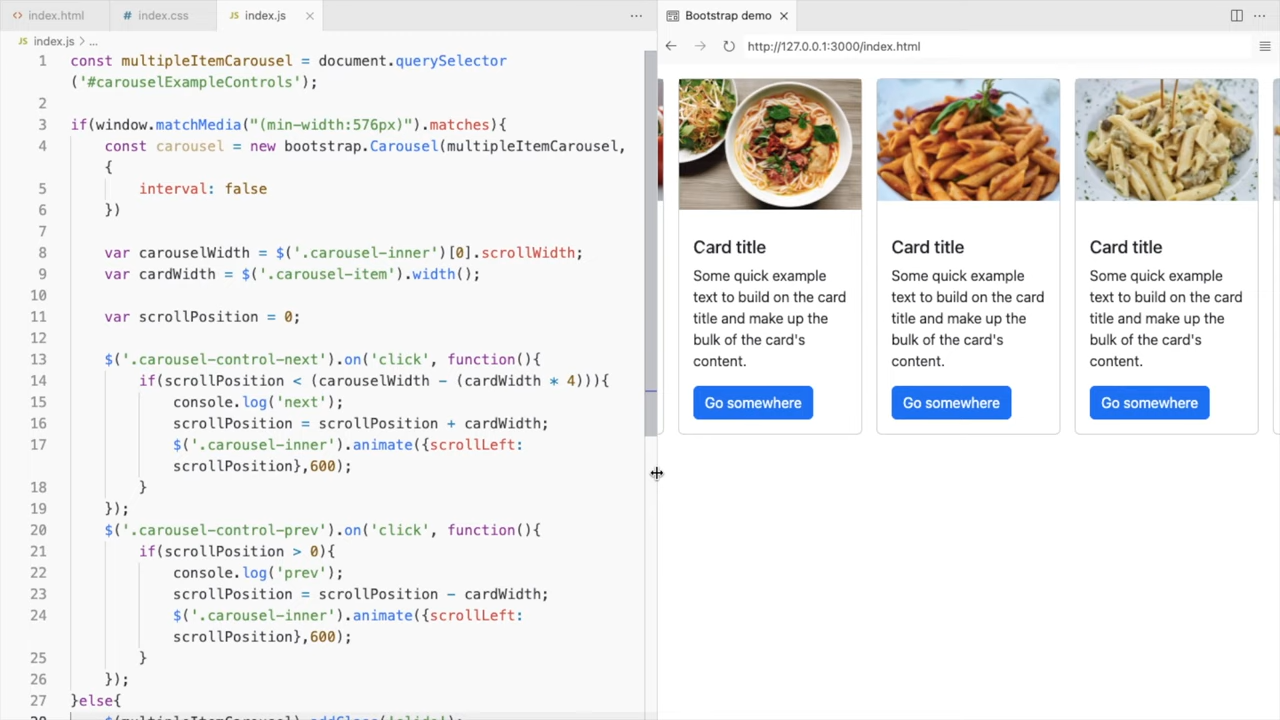 index.html
index.css
JS index.js
index.js > ...
1 const multipleItemCarousel = document.querySelector
('#carouselExampleControls');
2
3 if(window.matchMedia("(min-width:576px)").matches){
4 const carousel = new bootstrap.Carousel(multipleItemCarousel,
{
5 interval: false
6 })
7
8 var carouselWidth = $('.carousel-inner')[0].scrollWidth;
9 var cardWidth = $('.carousel-item').width();
10
11 var scrollPosition = 0;
12
13 $('.carousel-control-next').on('click', function(){
14 if(scrollPosition < (carouselWidth - (cardWidth * 4))){
15 console.log('next');
16 scrollPosition = scrollPosition + cardWidth;
17 $('.carousel-inner').animate({scrollLeft:
scrollPosition},600);
18 }
19 });
20 $('.carousel-control-prev').on('click', function(){
21 if(scrollPosition > 0){
22 console.log('prev');
23 scrollPosition = scrollPosition - cardWidth;
24 $('.carousel-inner').animate({scrollLeft:
scrollPosition},600);
25 }
26 });
27 }else{
28 $(multipleItemCarousel).addClass('slide');
Bootstrap demo
http://127.0.0.1:3000/index.html
Card title
Some quick example
text to build on the card
title and make up the
bulk of the card's
content.
Go somewhere
Card title
Some quick example
text to build on the card
title and make up the
bulk of the card's
content.
Go somewhere
Card title
Some quick example
text to build on the card
title and make up the
bulk of the card's
content.
Go somewhere